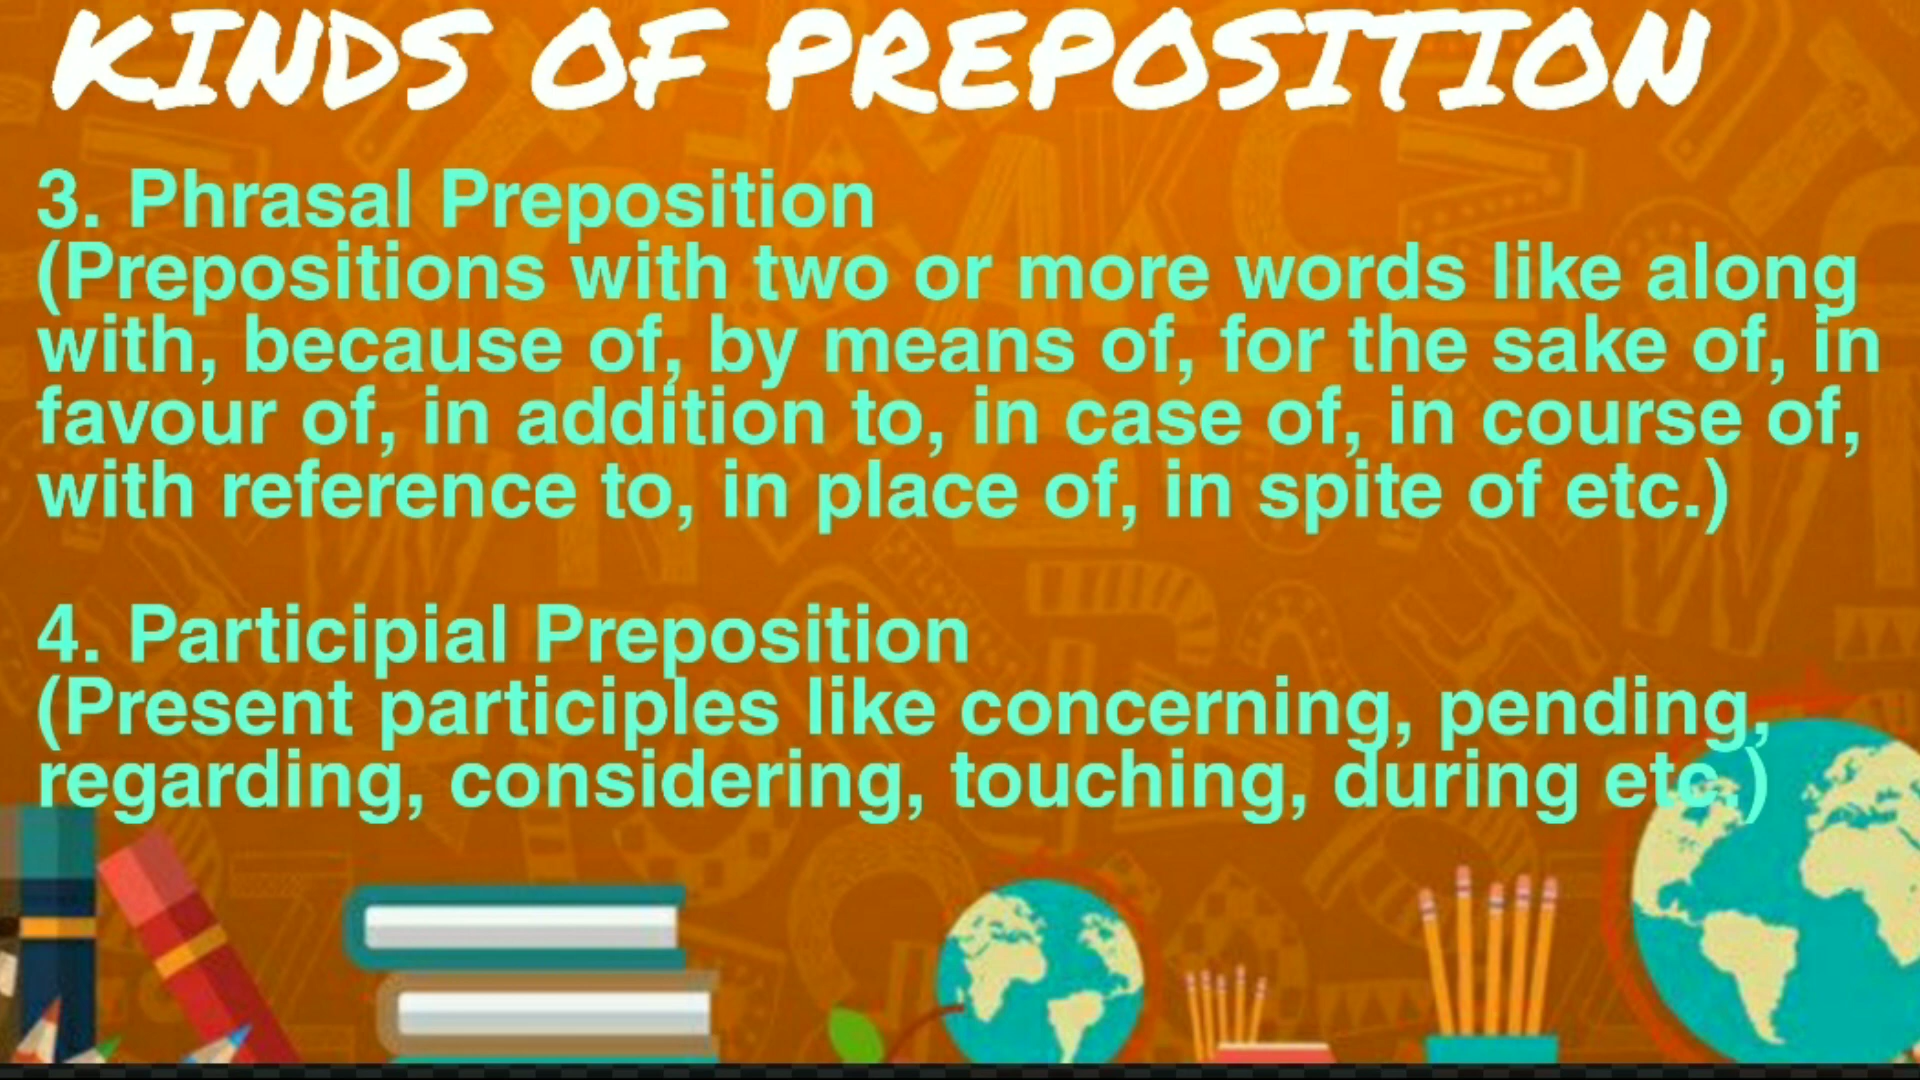 KINDS OF PREPOSITION
3. Phrasal Preposition
(Prepositions with two or more words like along
with, because of, by means of, for the sake of, in
favour of, in addition to, in case of, in course of,
with reference to, in place of, in spite of etc.)
4. Participial Preposition
(Present participles like concerning, pending,
regarding, considering, touching, during etc.)